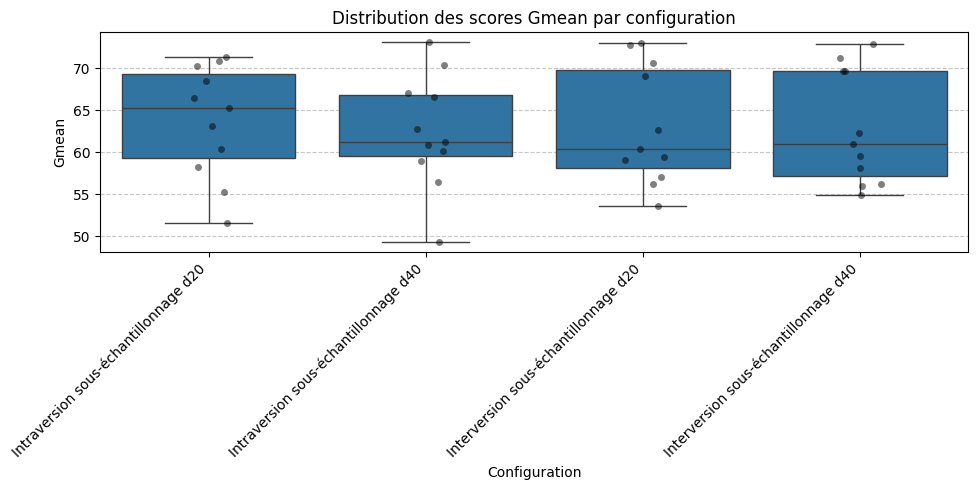 Distribution des scores Gmean par configuration
Gmean
70
65
60
55
50
Intraversion sous-échantillonnage d20
Intraversion sous-échantillonnage d40
Interversion sous-échantillonnage d20
Interversion sous-échantillonnage d40
Configuration